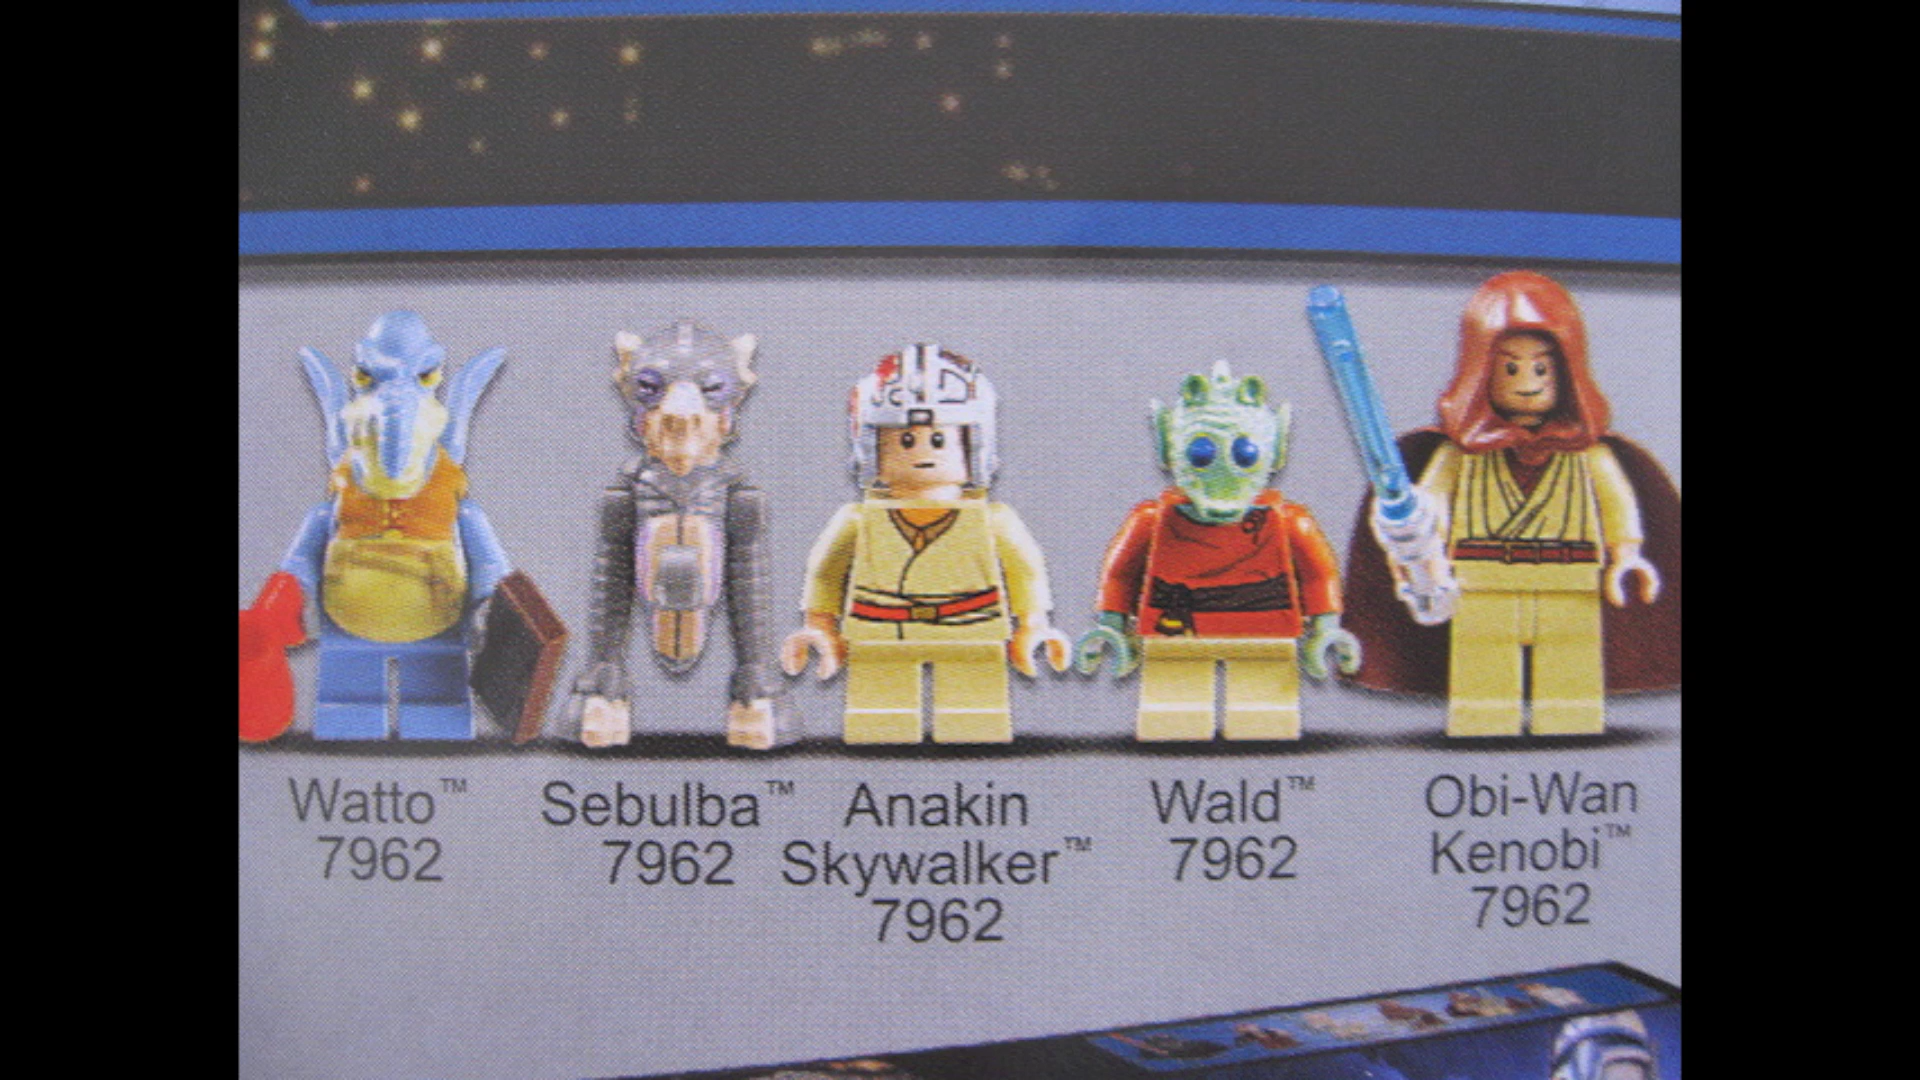 Watto™
7962
Sebulba™
7962
Anakin
Skywalker™
7962
Wald™
7962
Obi-Wan
Kenobi™
7962